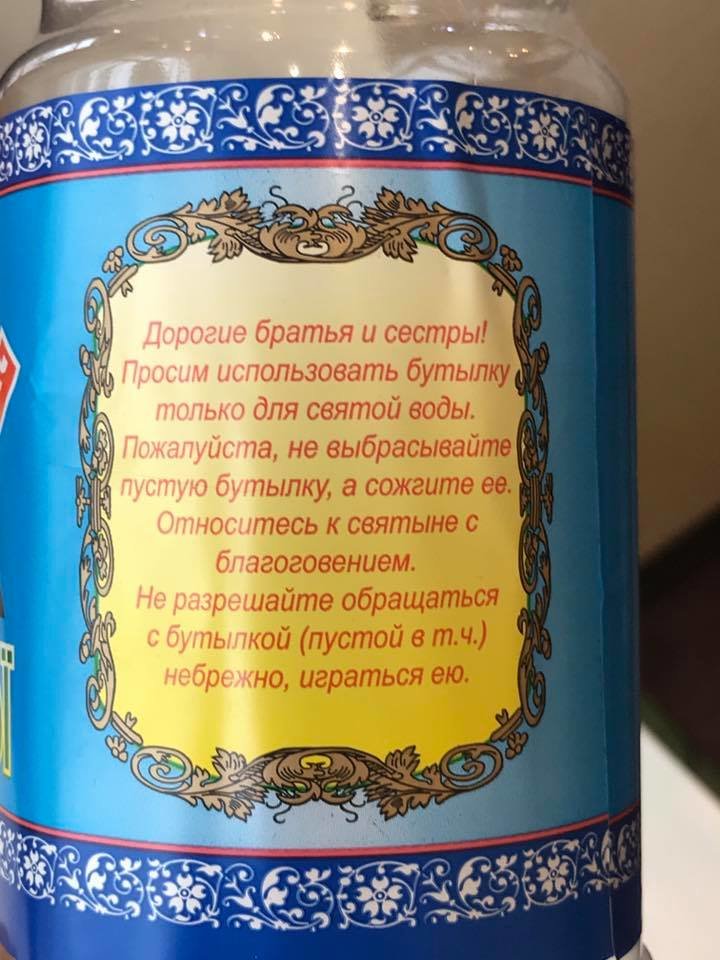 Дорогие братья и сестры!
Просим использовать бутылку
только для святой воды.
Пожалуйста, не выбрасывайте
пустую бутылку, а сожгите ее.
Относитесь к святыне с
благоговением.
Не разрешайте обращаться
с бутылкой (пустой в т.ч.)
небрежно, играться ею.